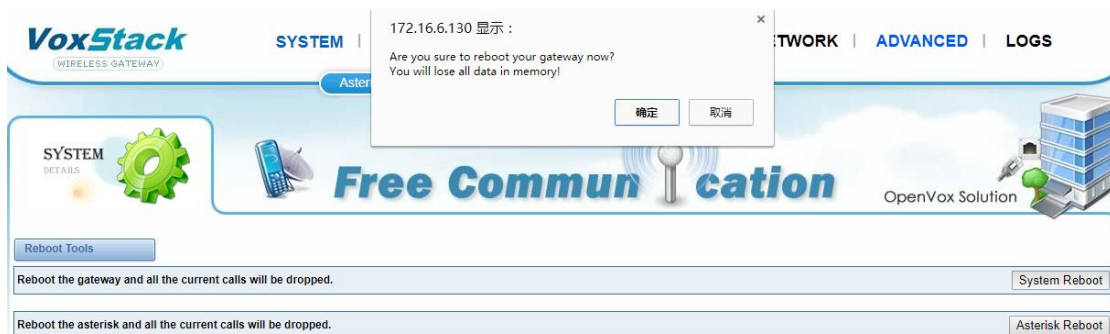 VoxStack
WIRELESS GATEWAY
SYSTEM
TWORK
ADVANCED
LOGS
172.16.6.130 显示：
×
Are you sure to reboot your gateway now?
You will lose all data in memory!
确定
取消
Aster
SYSTEM
DETAILS
Free Communication
OpenVox Solution
Reboot Tools
Reboot the gateway and all the current calls will be dropped.
System Reboot
Reboot the asterisk and all the current calls will be dropped.
Asterisk Reboot